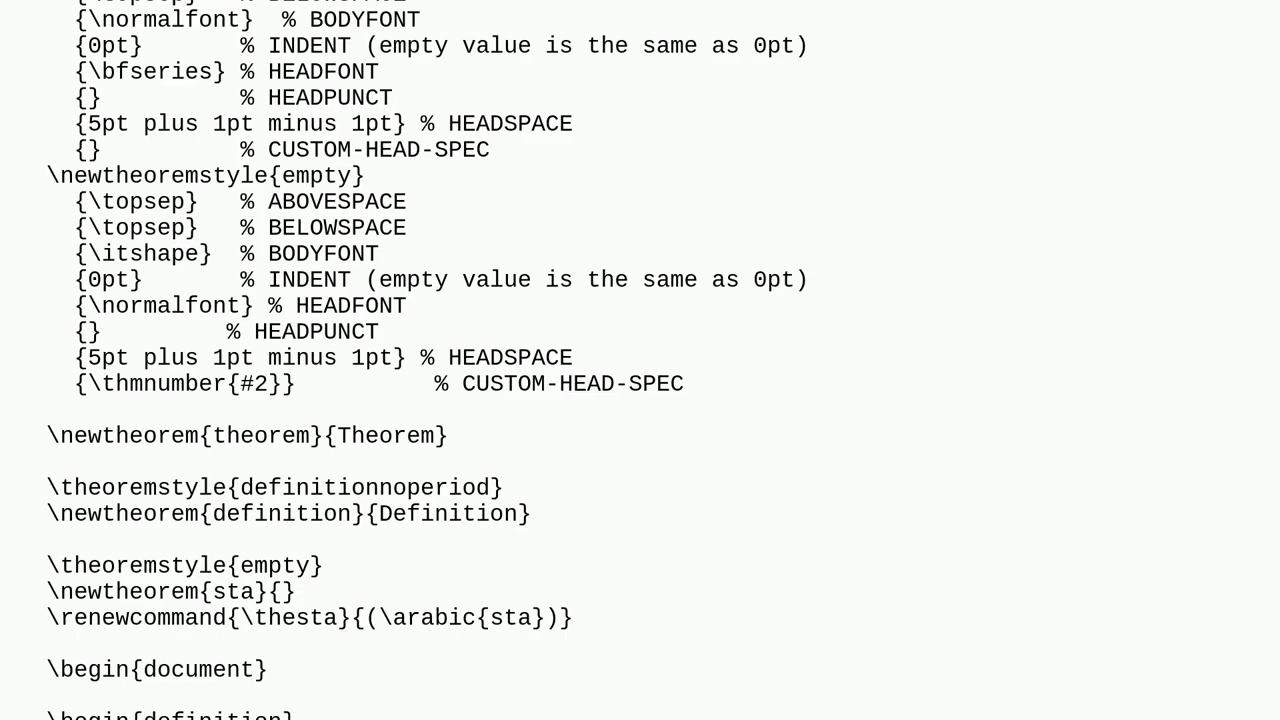 {\normalfont}  % BODYFONT
{0pt}       % INDENT (empty value is the same as 0pt)
{\bfseries} % HEADFONT
{}          % HEADPUNCT
{5pt plus 1pt minus 1pt} % HEADSPACE
{}          % CUSTOM-HEAD-SPEC
\newtheoremstyle{empty}
{\topsep}   % ABOVESPACE
{\topsep}   % BELOWSPACE
{\itshape}  % BODYFONT
{0pt}       % INDENT (empty value is the same as 0pt)
{\normalfont} % HEADFONT
{}         % HEADPUNCT
{5pt plus 1pt minus 1pt} % HEADSPACE
{\thmnumber{#2}}          % CUSTOM-HEAD-SPEC
\newtheorem{theorem}{Theorem}
\theoremstyle{definitionnoperiod}
\newtheorem{definition}{Definition}
\theoremstyle{empty}
\newtheorem{sta}{}
\renewcommand{\thesta}{(\arabic{sta})}
\begin{document}
\begin{definition}